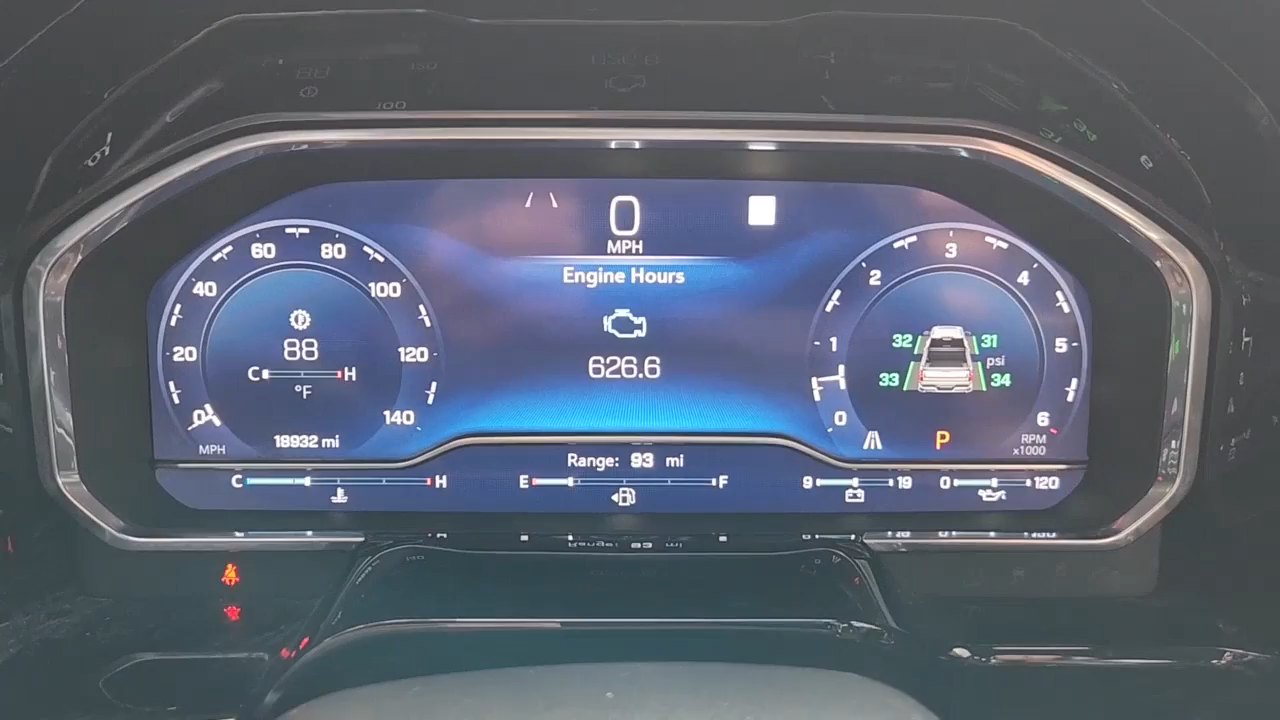 0
MPH
Engine Hours
626.6
60 80
40 100
20 120
0 140
88
C H
°F
MPH
18932 mi
3
2 4
1 5
0 6
32 31
psi
33 34
P
RPM
x1000
Range: 93 mi
C H
E F
9 19
0 120